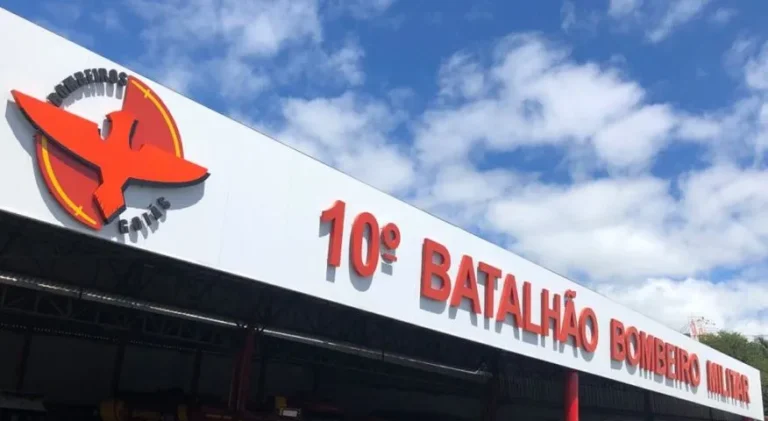 BOMBEIROS
GOIÁS
10º BATALHÃO BOMBEIRO MILITAR